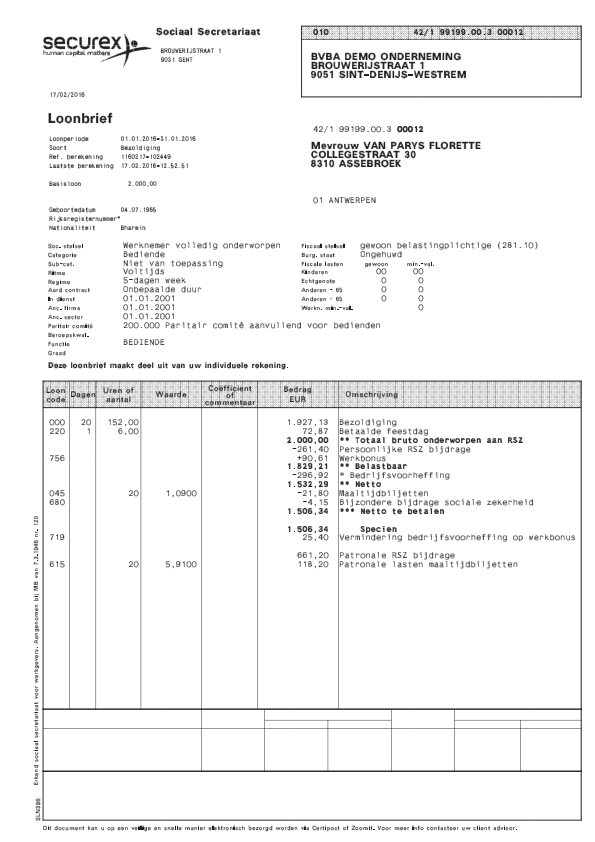 securex
human capital matters
Sociaal Secretariaat
BROUWERIJSTRAAT 1
9031 GENT
010 42/1 99199.00.3 00012
BVBA DEMO ONDERNEMING
BROUWERIJSTRAAT 1
9051 SINT-DENIJS-WESTREM
17/02/2016
Loonbrief
Loonperiode 01.01.2016-31.01.2016
Soort Bezoldiging
Ref. berekening 1160217-102449
Laatste berekening 17.02.2016-12.52.51
Basisloon 2.000,00
42/1 99199.00.3 00012
Mevrouw VAN PARYS FLORETTE
COLLEGESTRAAT 30
8310 ASSEBROEK
01 ANTWERPEN
Geboortedatum 04.07.1965
Rijksregisternummer*
Nationaliteit Bharein
Soc. stelsel Werknemer volledig onderworpen
Categorie Bediende
Sub-cat. Niet van toepassing
Ritme Voltijds
Regime 5-dagen week
Aard contract Onbepaalde duur
In dienst 01.01.2001
Anc. firma 01.01.2001
Anc. sector 01.01.2001
Paritair comité 200.000 Paritair comité aanvullend voor bedienden
Beroepskwal.
Functie BEDIENDE
Graad
Fiscaal stelsel gewoon belastingplichtige (281.10)
Burg. staat Ongehuwd
Fiscale lasten gewoon min.-val.
Kinderen 00 00
Echtgenote 0 0
Anderen - 65 0 0
Anderen + 65 0 0
Werkn. min.-val. 0
Deze loonbrief maakt deel uit van uw individuele rekening.
Loon code Dagen Uren of aantal Waarde Coëfficient of commentaar Bedrag EUR Omschrijving
000 20 152,00 1.927,13 Bezoldiging
220 1 6,00 72,87 Betaalde feestdag
2.000,00 ** Totaal bruto onderworpen aan RSZ
-261,40 Persoonlijke RSZ bijdrage
756 +90,61 Werkbonus
1.829,21 ** Belastbaar
-296,92 * Bedrijfsvoorheffing
1.532,29 ** Netto
045 20 1,0900 -21,80 Maaltijdbiljetten
680 -4,15 Bijzondere bijdrage sociale zekerheid
1.506,34 *** Netto te betalen
1.506,34 Speciën
719 25,40 Vermindering bedrijfsvoorheffing op werkbonus
661,20 Patronale RSZ bijdrage
615 20 5,9100 118,20 Patronale lasten maaltijdbiljetten
Erkend sociaal secretariaat voor werkgevers. Aangenomen bij MB van 7.3.1946 nr. 120
SLN386
Dit document kan u op een veilige en snelle manier elektronisch bezorgd worden via Certipost of Zoomit. Voor meer info contacteer uw client advisor.